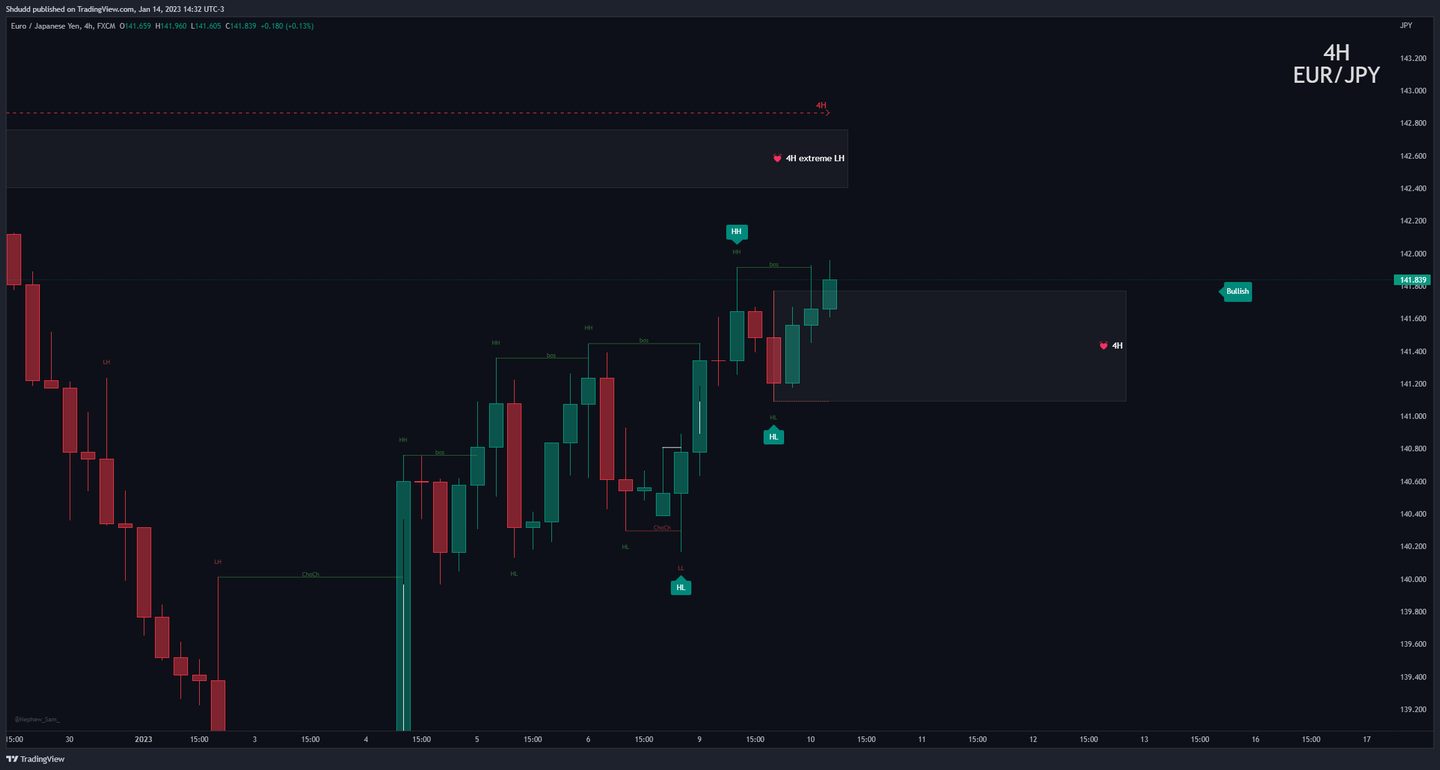 Shdudd published on TradingView.com, Jan 14, 2023 14:32 UTC-3
Euro / Japanese Yen, 4h, FXCM O141.659 H141.960 L141.605 C141.839 +0.180 (+0.13%)
JPY
4H
EUR/JPY
143.200
143.000
4H
142.800
4H extreme LH
142.600
142.400
142.200
HH
HH
142.000
bos
141.839
141.800
Bullish
141.600
HH
HH
bos
bos
4H
141.400
LH
141.200
HL
141.000
HL
HH
bos
140.800
140.600
140.400
ChoCh
HL
140.200
LL
HL
HL
LH
ChoCh
140.000
139.800
139.600
139.400
139.200
@Nephew_Sam_
15:00 30 2023 15:00 3 15:00 4 15:00 5 15:00 6 15:00 9 15:00 10 15:00 11 15:00 12 15:00 13 15:00 16 15:00 17
TradingView